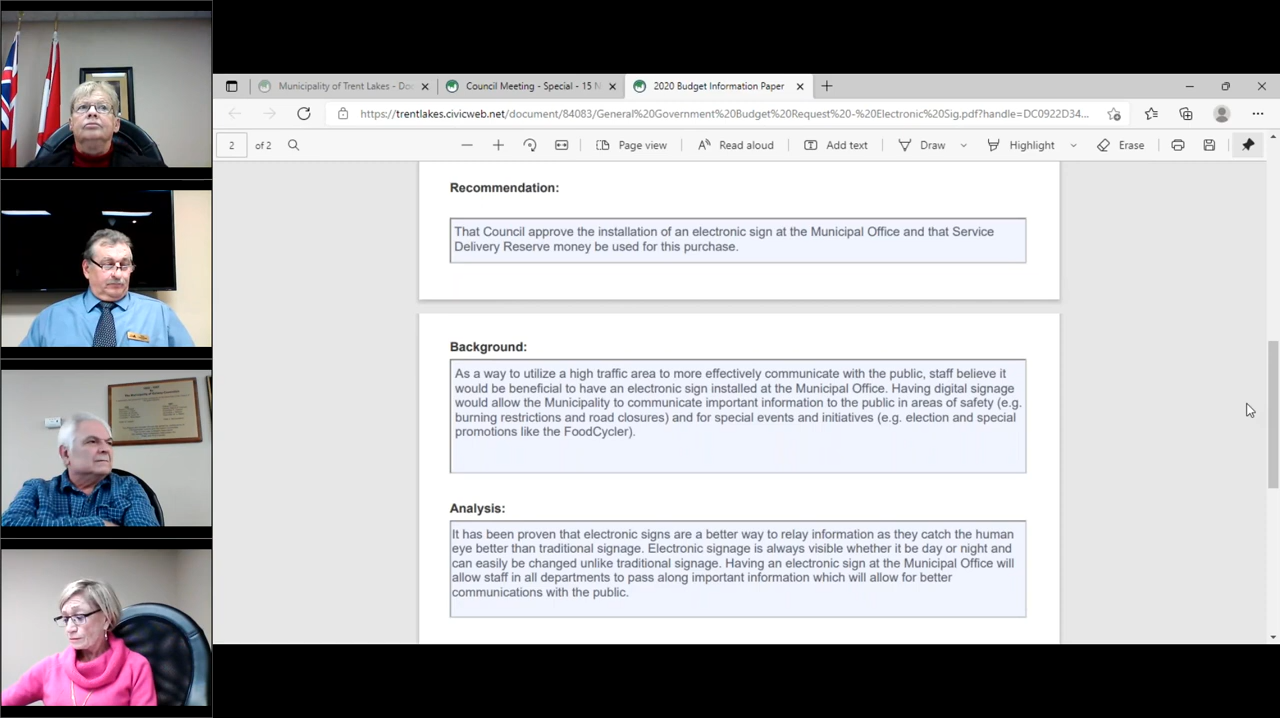 Municipality of Trent Lakes - Doc
Council Meeting - Special - 15 N
2020 Budget Information Paper
https://trentlakes.civicweb.net/document/84083/General%20Government%20Budget%20Request%20-%20Electronic%20Sig.pdf?handle=DC0922D34...
2 of 2
Page view
Read aloud
Add text
Draw
Highlight
Erase
Recommendation:
That Council approve the installation of an electronic sign at the Municipal Office and that Service
Delivery Reserve money be used for this purchase.
Background:
As a way to utilize a high traffic area to more effectively communicate with the public, staff believe it
would be beneficial to have an electronic sign installed at the Municipal Office. Having digital signage
would allow the Municipality to communicate important information to the public in areas of safety (e.g.
burning restrictions and road closures) and for special events and initiatives (e.g. election and special
promotions like the FoodCycler).
Analysis:
It has been proven that electronic signs are a better way to relay information as they catch the human
eye better than traditional signage. Electronic signage is always visible whether it be day or night and
can easily be changed unlike traditional signage. Having an electronic sign at the Municipal Office will
allow staff in all departments to pass along important information which will allow for better
communications with the public.